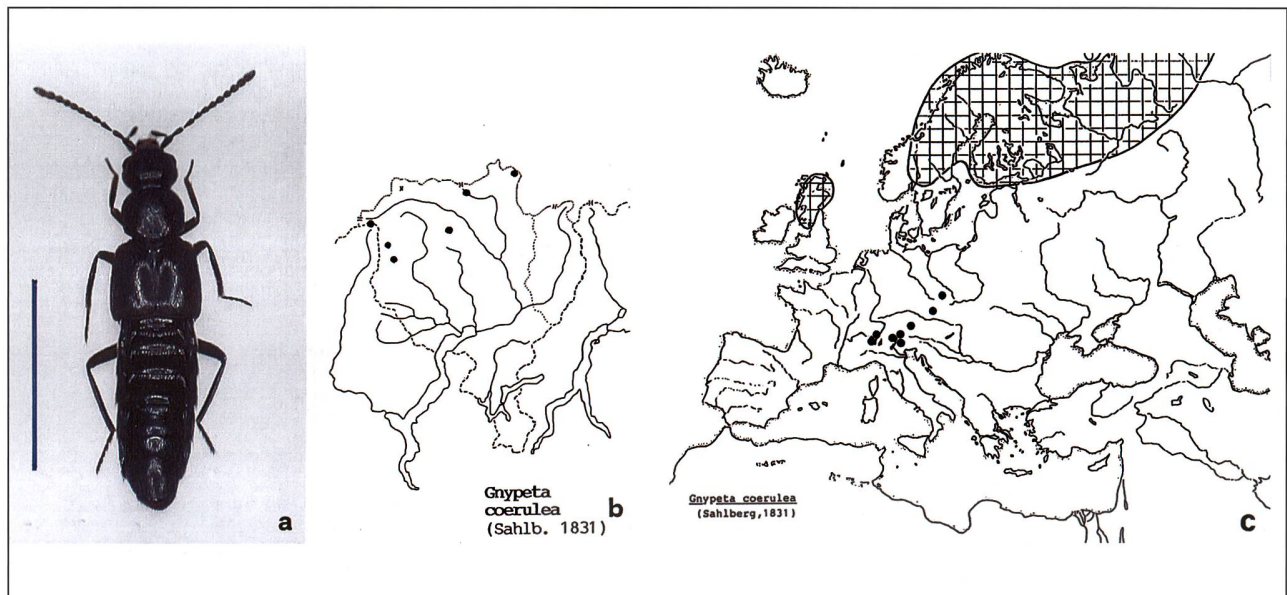 a
Gnypeta
coerulea
(Sahlb. 1831)
b
Gnypeta coerulea
(Sahlberg,1831)
c